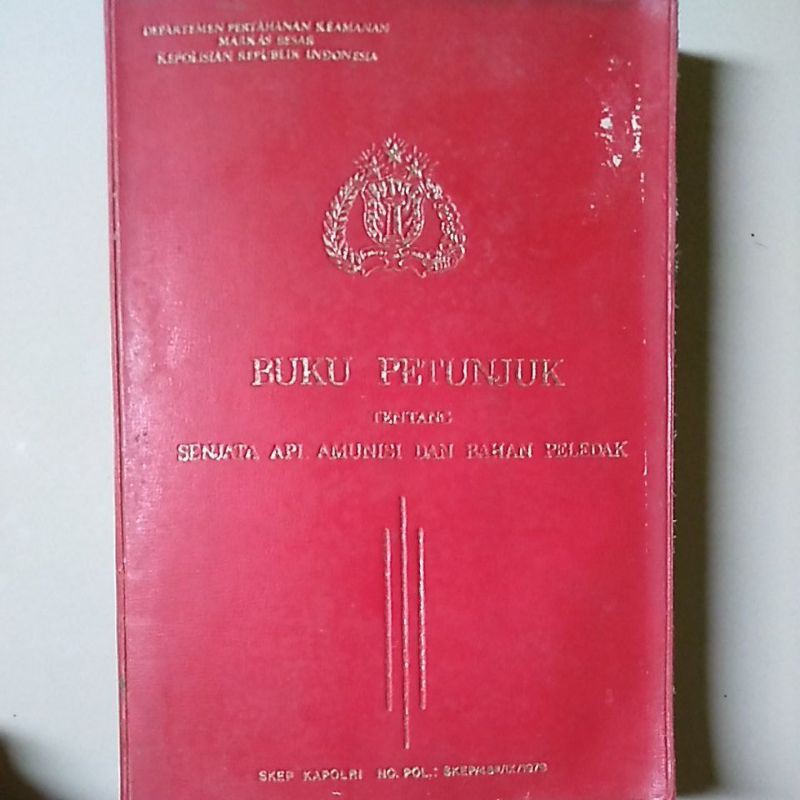 DEPARTEMEN PERTAHANAN KEAMANAN
MARKAS BESAR
KEPOLISIAN REPUBLIK INDONESIA
BUKU PETUNJUK
TENTANG
SENJATA API, AMUNISI DAN BAHAN PELEDAK
SKEP KAPOLRI NO. POL.: